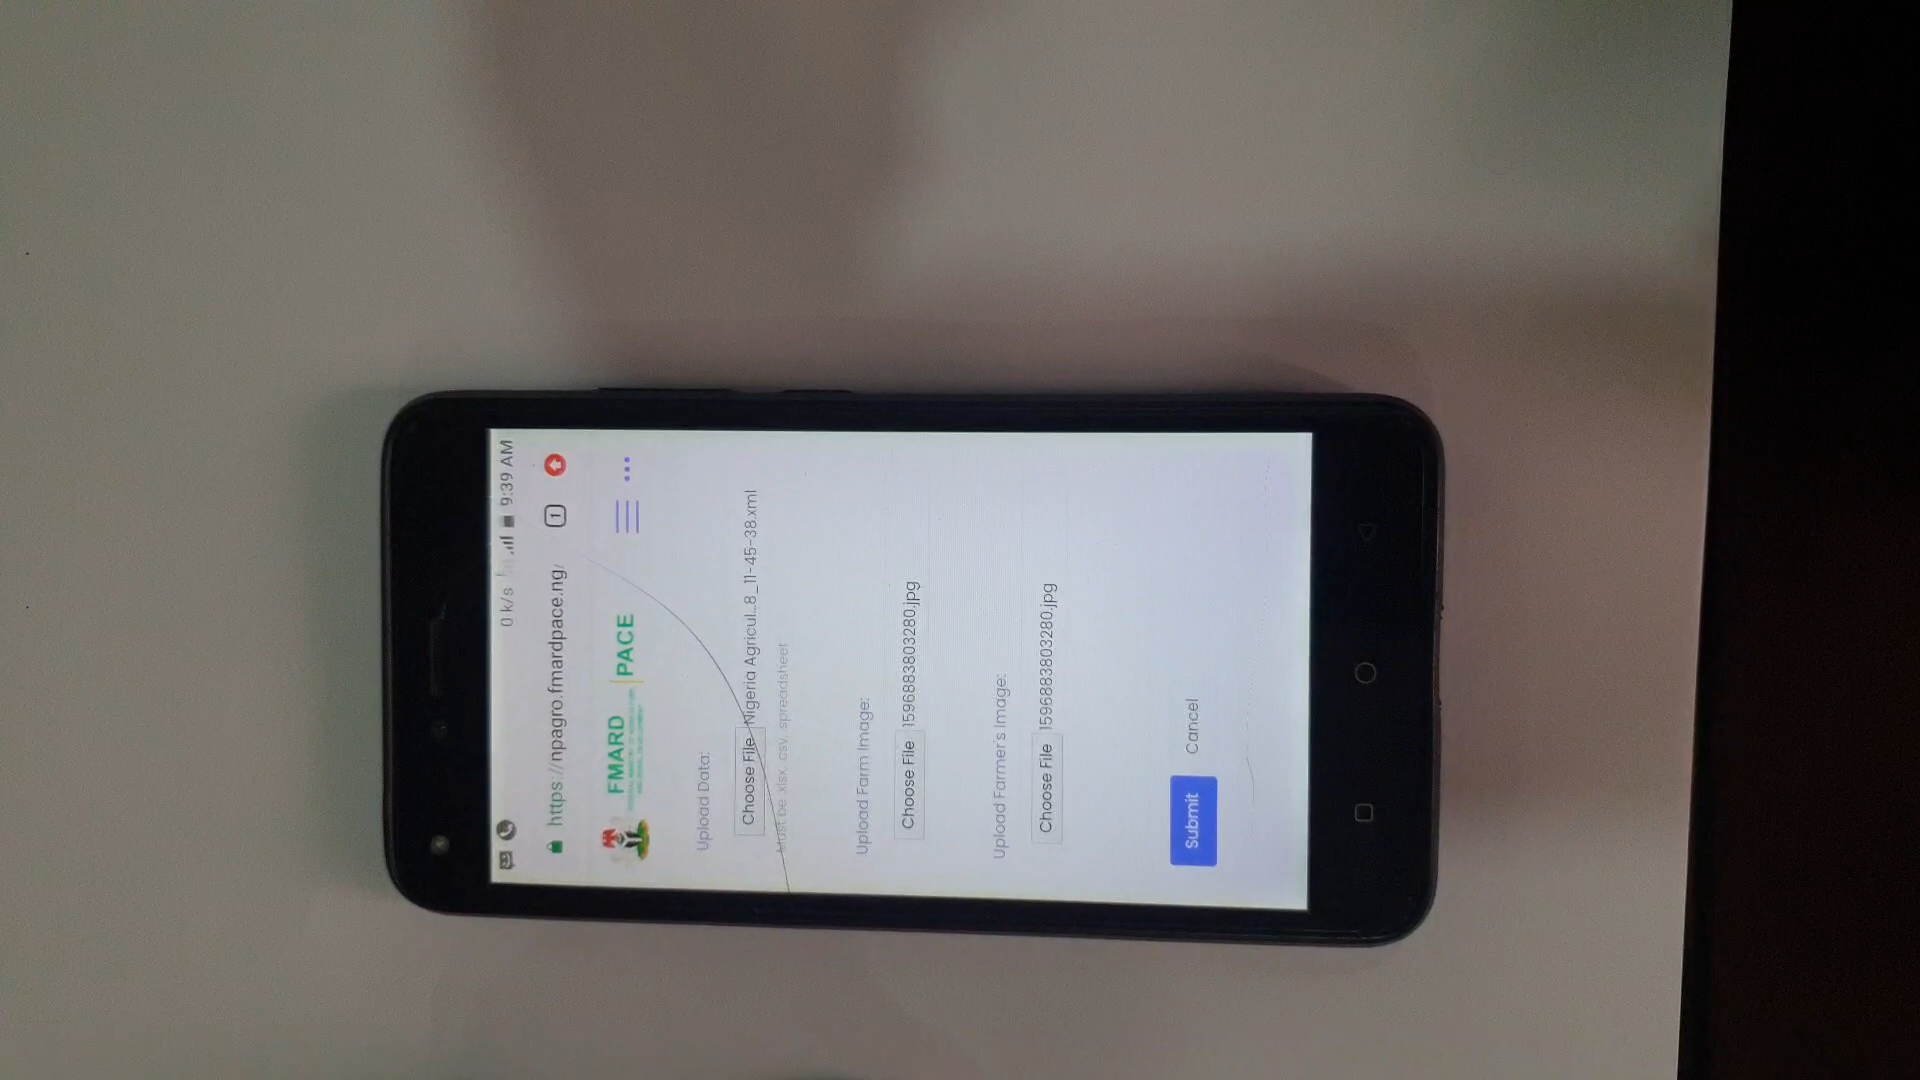 0 k/s 9:39 AM
https://npagro.fmardpace.ng/ 1
FMARD PACE
Upload Data:
Choose File Nigeria Agricul...8_11-45-38.xml
Must be .xlsx, .csv, spreadsheet
Upload Farm Image:
Choose File 1596883803280.jpg
Upload Farmer's Image:
Choose File 1596883803280.jpg
Submit Cancel